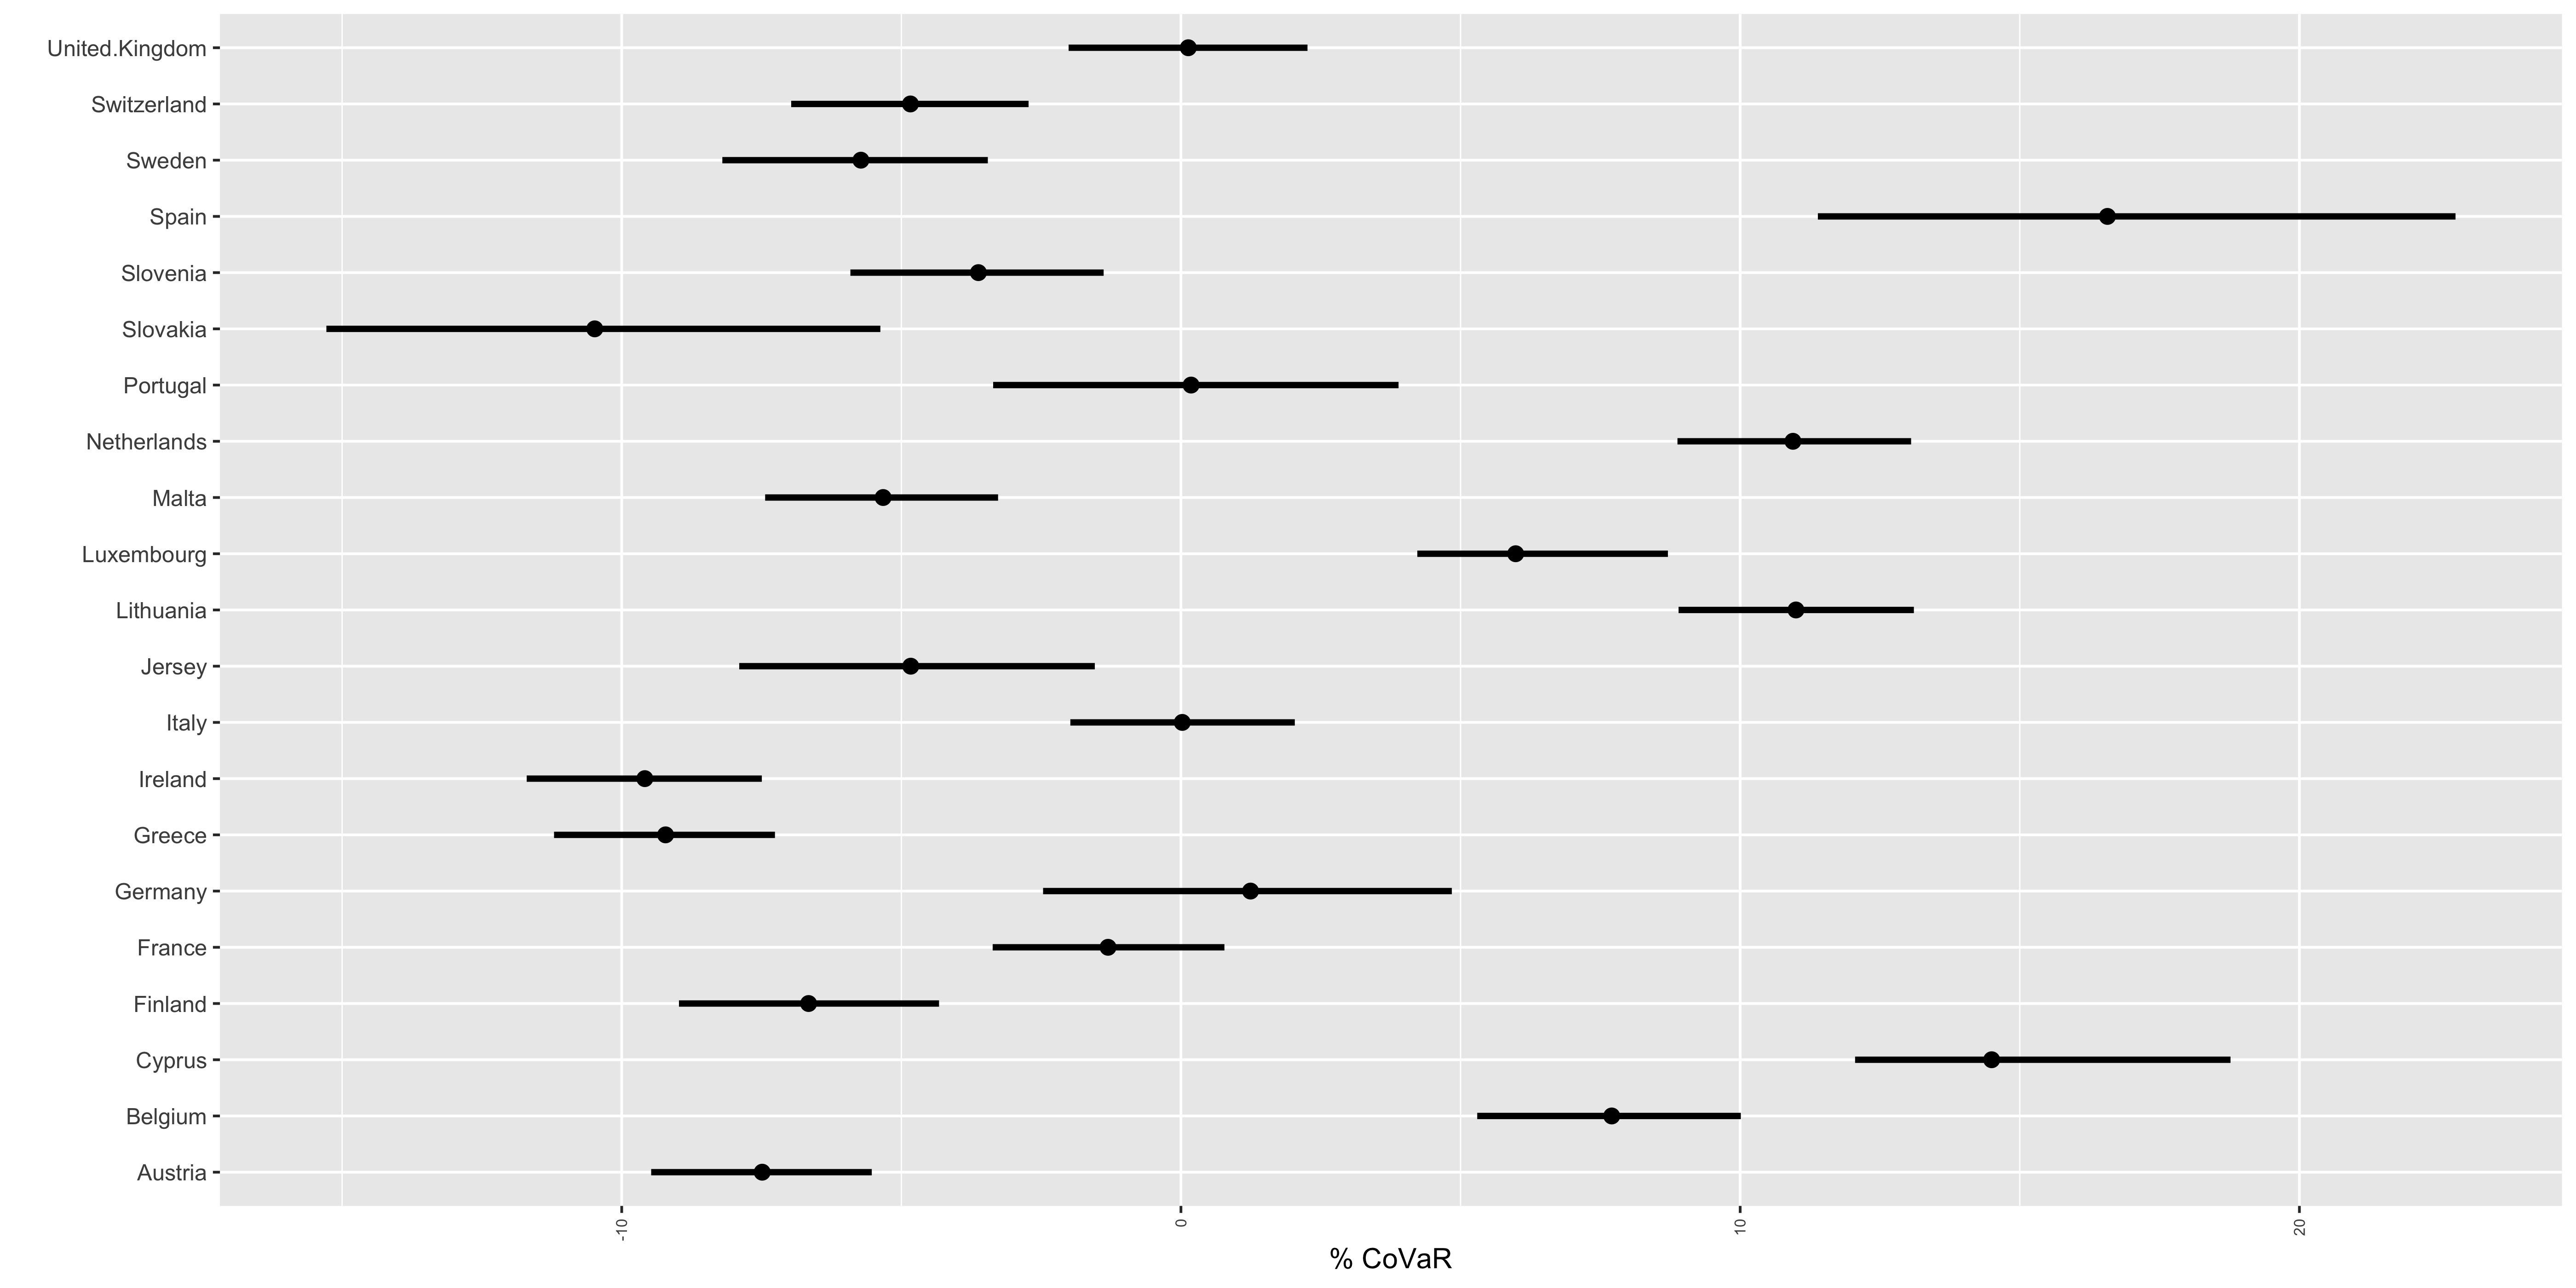 United.Kingdom
Switzerland
Sweden
Spain
Slovenia
Slovakia
Portugal
Netherlands
Malta
Luxembourg
Lithuania
Jersey
Italy
Ireland
Greece
Germany
France
Finland
Cyprus
Belgium
Austria
-10 0 10 20
% CoVaR